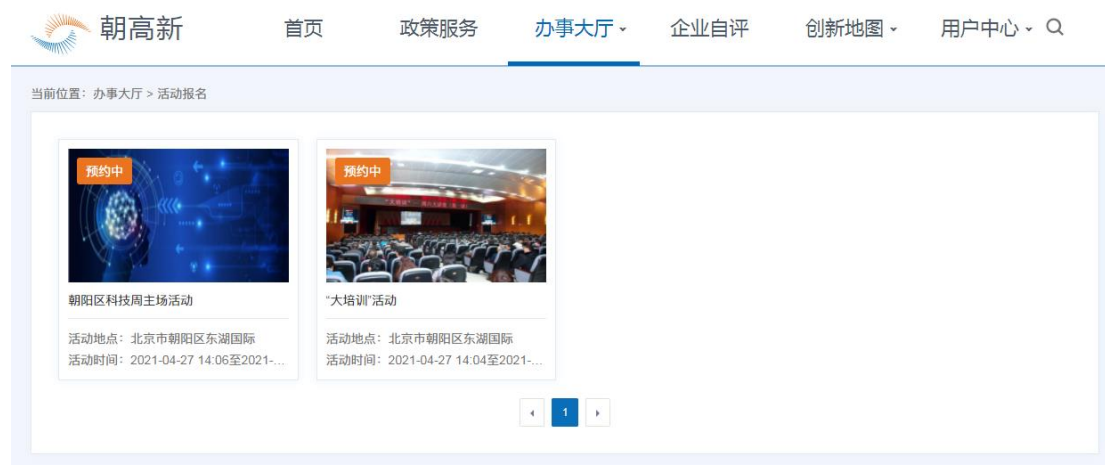 朝高新 首页 政策服务 办事大厅 企业自评 创新地图 用户中心
当前位置：办事大厅 > 活动报名
预约中
朝阳区科技周主场活动
活动地点：北京市朝阳区东湖国际
活动时间：2021-04-27 14:06至2021-...
预约中
“大培训”活动
活动地点：北京市朝阳区东湖国际
活动时间：2021-04-27 14:04至2021-...
1